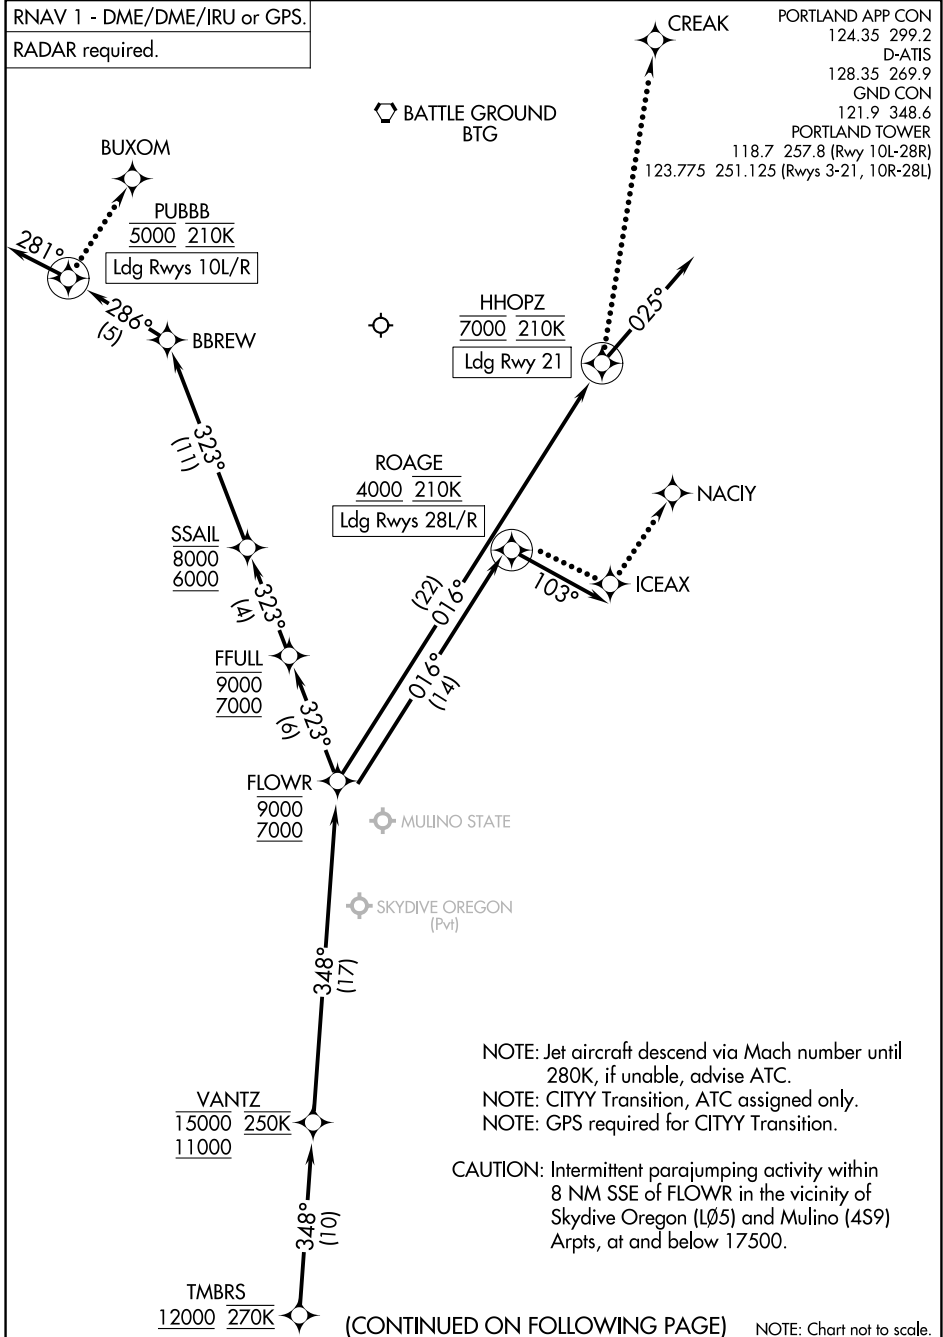 RNAV 1 - DME/DME/IRU or GPS.
RADAR required.
PORTLAND APP CON
124.35 299.2
D-ATIS
128.35 269.9
GND CON
121.9 348.6
PORTLAND TOWER
118.7 257.8 (Rwy 10L-28R)
123.775 251.125 (Rwys 3-21, 10R-28L)
CREAK
BATTLE GROUND
BTG
BUXOM
PUBBB
5000 210K
Ldg Rwys 10L/R
281°
286°
(5)
BBREW
HHOPZ
7000 210K
Ldg Rwy 21
025°
323°
(11)
ROAGE
4000 210K
Ldg Rwys 28L/R
NACIY
SSAIL
8000
6000
103°
ICEAX
(22)
016°
323°
(4)
FFULL
9000
7000
016°
(14)
323°
(6)
FLOWR
9000
7000
MULINO STATE
SKYDIVE OREGON
(Pvt)
348°
(17)
NOTE: Jet aircraft descend via Mach number until
280K, if unable, advise ATC.
NOTE: CITYY Transition, ATC assigned only.
NOTE: GPS required for CITYY Transition.
VANTZ
15000 250K
11000
CAUTION: Intermittent parajumping activity within
8 NM SSE of FLOWR in the vicinity of
Skydive Oregon (LØ5) and Mulino (4S9)
Arpts, at and below 17500.
348°
(10)
TMBRS
12000 270K
(CONTINUED ON FOLLOWING PAGE)
NOTE: Chart not to scale.